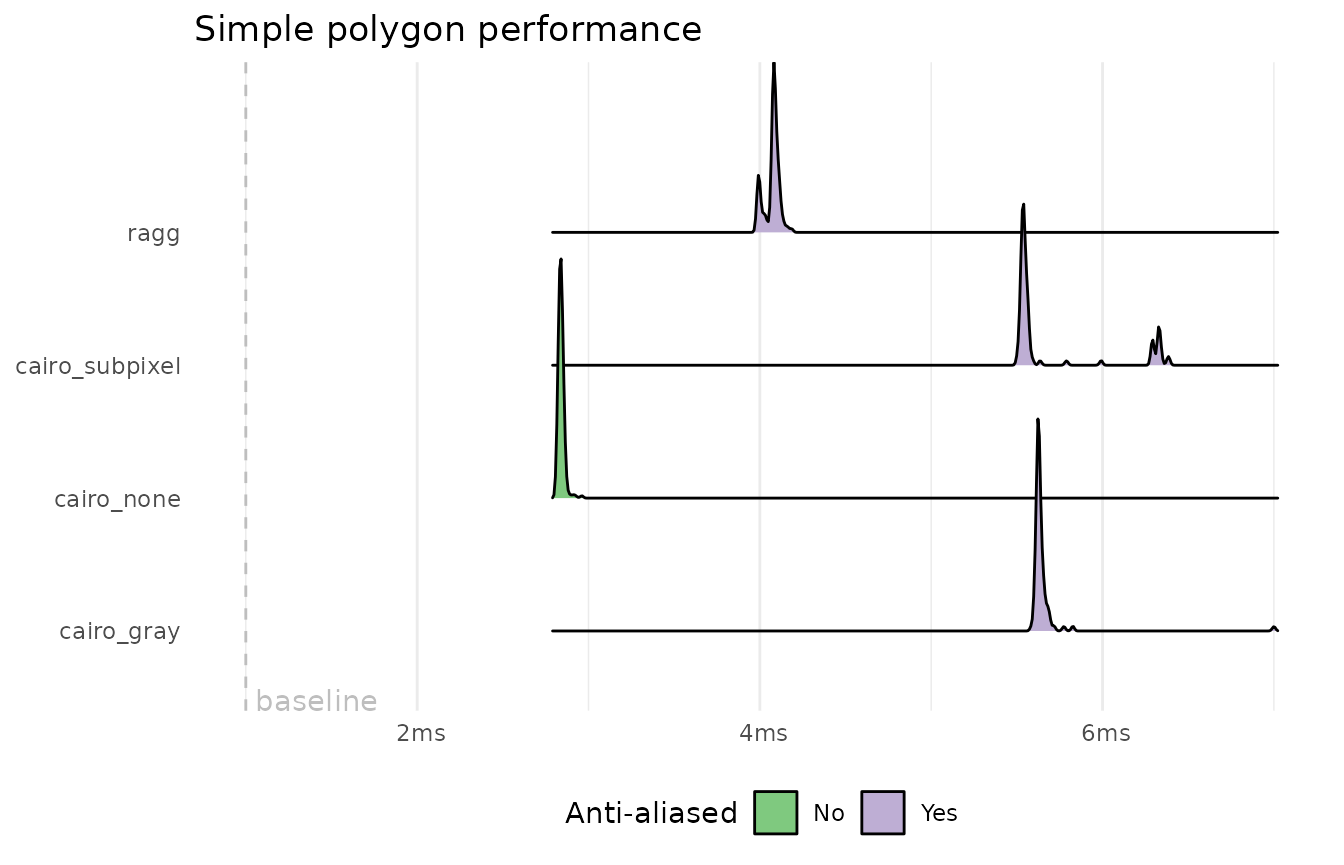 Simple polygon performance
ragg
cairo_subpixel
cairo_none
cairo_gray
baseline
2ms 4ms 6ms
Anti-aliased No Yes